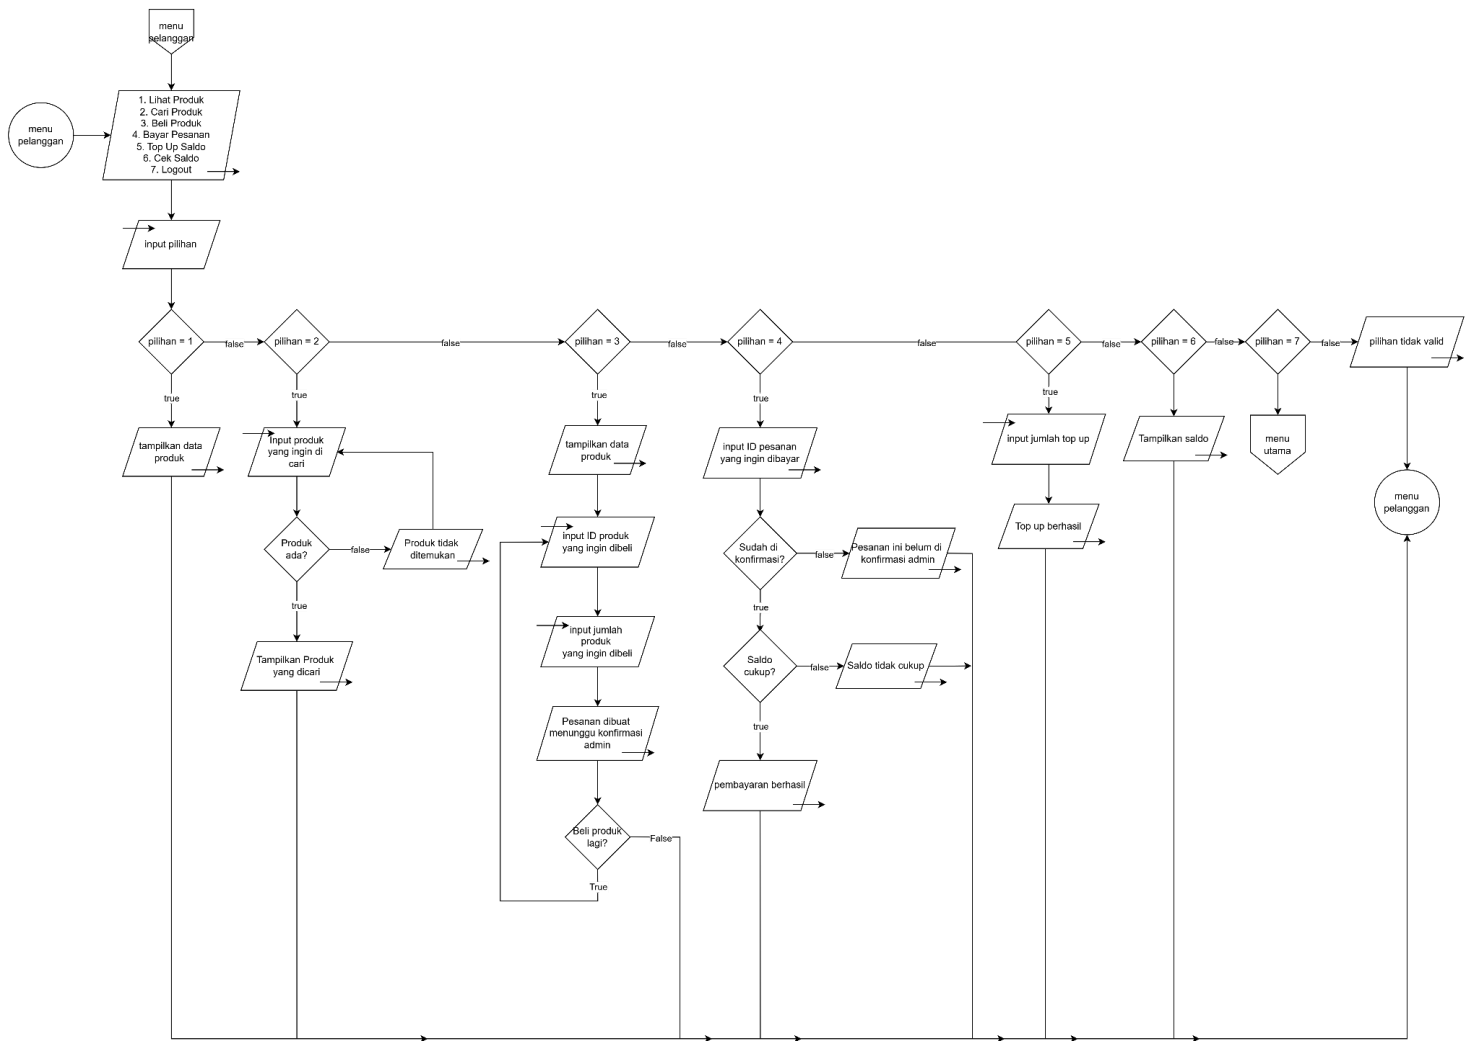 menu
pelanggan
menu
pelanggan
1. Lihat Produk
2. Cari Produk
3. Beli Produk
4. Bayar Pesanan
5. Top Up Saldo
6. Cek Saldo
7. Logout
input pilihan
pilihan = 1
false
pilihan = 2
false
pilihan = 3
false
pilihan = 4
false
pilihan = 5
false
pilihan = 6
false
pilihan = 7
false
pilihan tidak valid
true
true
true
true
true
tampilkan data
produk
Input produk
yang ingin di
cari
Produk
ada?
false
Produk tidak
ditemukan
true
Tampilkan Produk
yang dicari
tampilkan data
produk
input ID produk
yang ingin dibeli
input jumlah
produk
yang ingin dibeli
Pesanan dibuat
menunggu konfirmasi
admin
Beli produk
lagi?
False
True
input ID pesanan
yang ingin dibayar
Sudah di
konfirmasi?
false
Pesanan ini belum di
konfirmasi admin
true
Saldo
cukup?
false
Saldo tidak cukup
true
pembayaran berhasil
input jumlah top up
Top up berhasil
Tampilkan saldo
menu
utama
menu
pelanggan